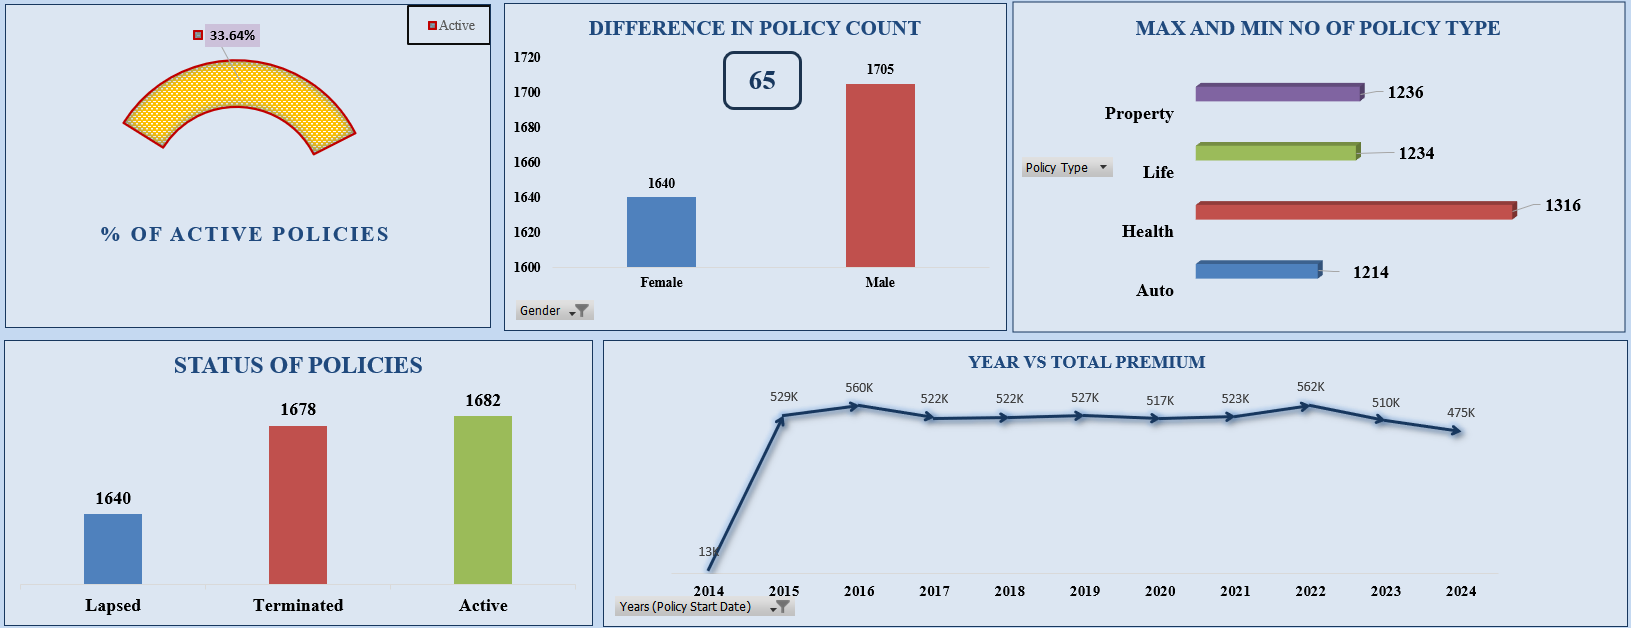 Active
33.64%
% OF ACTIVE POLICIES
DIFFERENCE IN POLICY COUNT
65
1720
1700
1680
1660
1640
1620
1600
1640
1705
Female
Male
Gender
MAX AND MIN NO OF POLICY TYPE
Property
1236
Life
1234
Policy Type
Health
1316
Auto
1214
STATUS OF POLICIES
1640
1678
1682
Lapsed
Terminated
Active
YEAR VS TOTAL PREMIUM
13K
529K
560K
522K
522K
527K
517K
523K
562K
510K
475K
2014
2015
2016
2017
2018
2019
2020
2021
2022
2023
2024
Years (Policy Start Date)